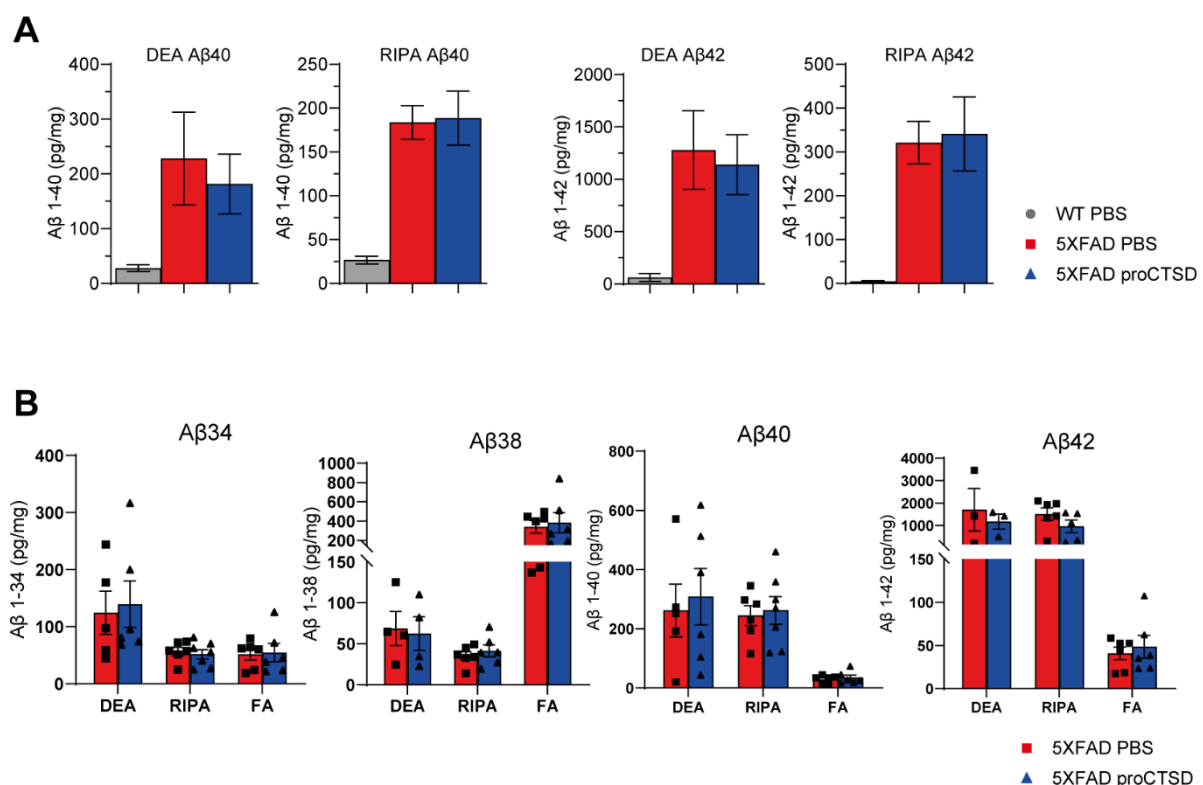 A
DEA Aβ40
Aβ 1-40 (pg/mg)
400
300
200
100
0
RIPA Aβ40
Aβ 1-40 (pg/mg)
250
200
150
100
50
0
DEA Aβ42
Aβ 1-42 (pg/mg)
2000
1500
1000
500
0
RIPA Aβ42
Aβ 1-42 (pg/mg)
500
400
300
200
100
0
WT PBS
5XFAD PBS
5XFAD proCTSD
B
Aβ34
Aβ 1-34 (pg/mg)
400
300
200
100
0
DEA RIPA FA
Aβ38
Aβ 1-38 (pg/mg)
1000
800
600
400
200
150
100
50
0
DEA RIPA FA
Aβ40
Aβ 1-40 (pg/mg)
800
600
400
200
0
DEA RIPA FA
Aβ42
Aβ 1-42 (pg/mg)
4000
3000
2000
1000
150
100
50
0
DEA RIPA FA
5XFAD PBS
5XFAD proCTSD